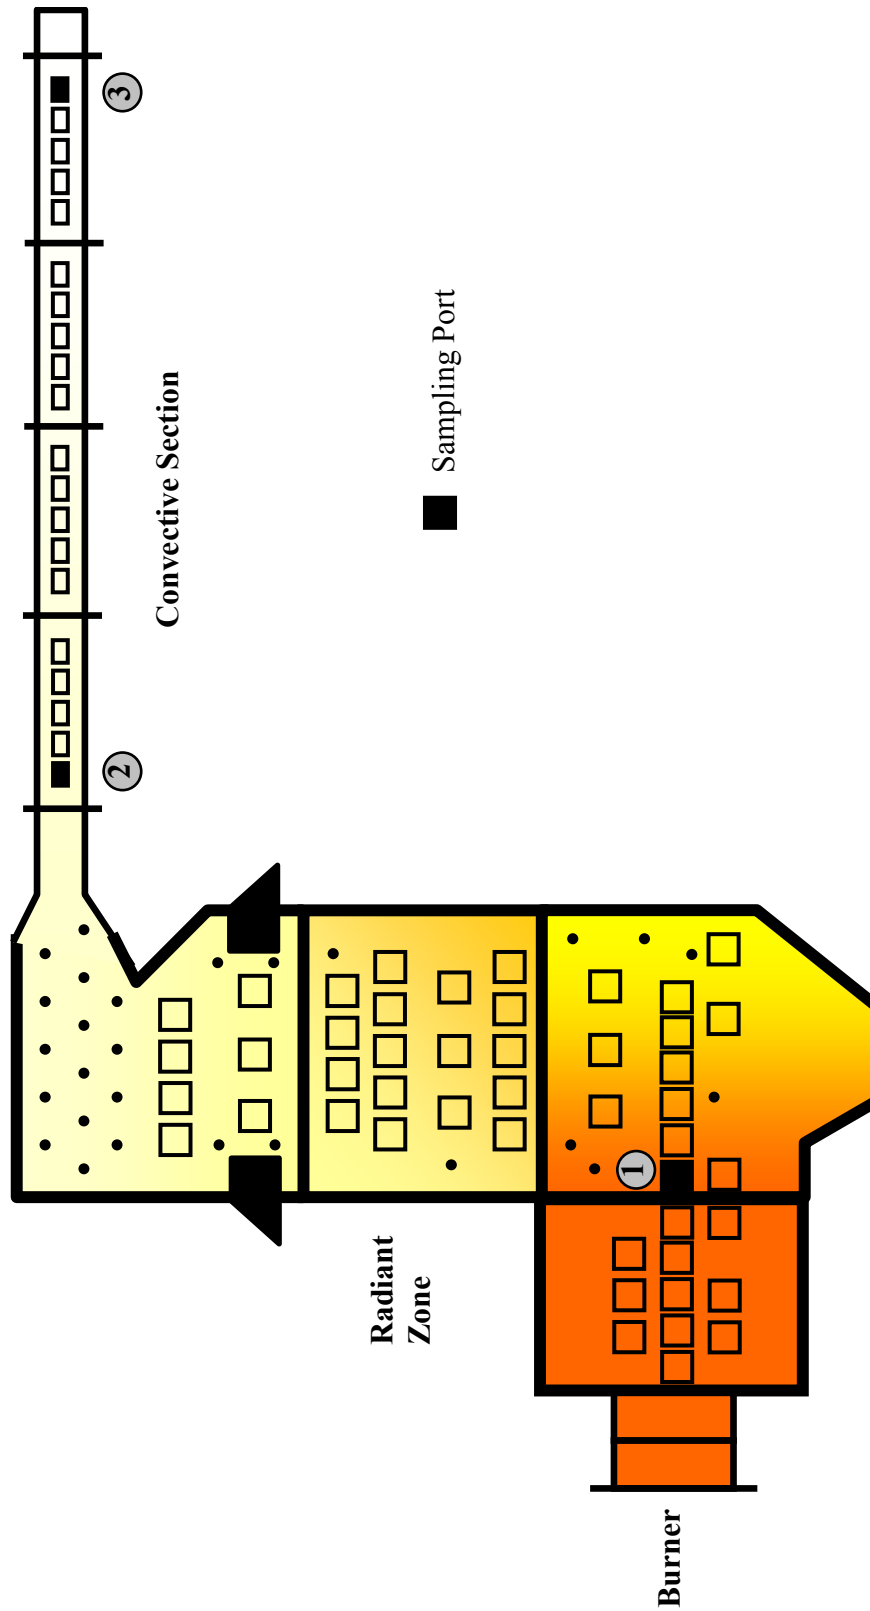 3
Convective Section
2
Sampling Port
Radiant
Zone
1
Burner